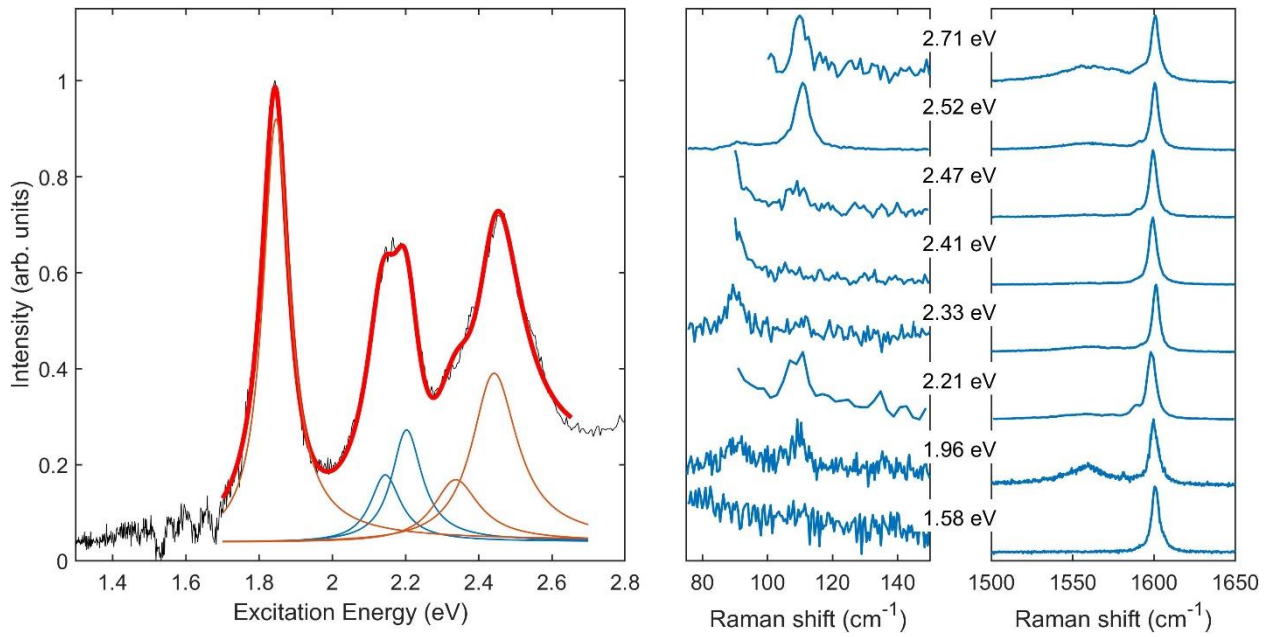 Intensity (arb. units)
1
0.8
0.6
0.4
0.2
0
1.4 1.6 1.8 2 2.2 2.4 2.6 2.8
Excitation Energy (eV)
2.71 eV
2.52 eV
2.47 eV
2.41 eV
2.33 eV
2.21 eV
1.96 eV
1.58 eV
80 100 120 140
Raman shift (cm⁻¹)
1500 1550 1600 1650
Raman shift (cm⁻¹)